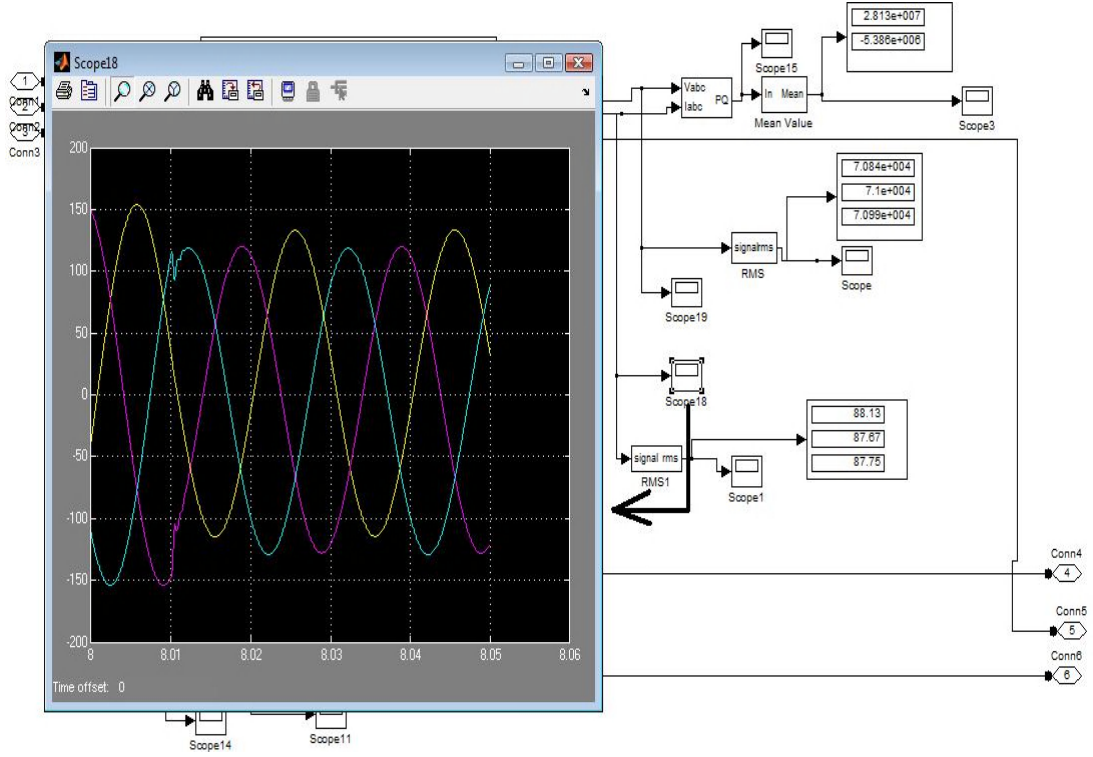 Scope18
200
150
100
50
0
-50
-100
-150
-200
8
8.01
8.02
8.03
8.04
8.05
8.06
Time offset: 0
1
Conn1
2
Conn2
3
Conn3
Scope14
Scope11
Vabc
Iabc
PQ
Scope15
In Mean
Mean Value
2.813e+007
-5.386e+006
Scope3
7.084e+004
7.1e+004
7.099e+004
signalrms
RMS
Scope
Scope19
Scope18
signal rms
RMS1
Scope1
88.13
87.67
87.75
Conn4
4
Conn5
5
Conn6
6